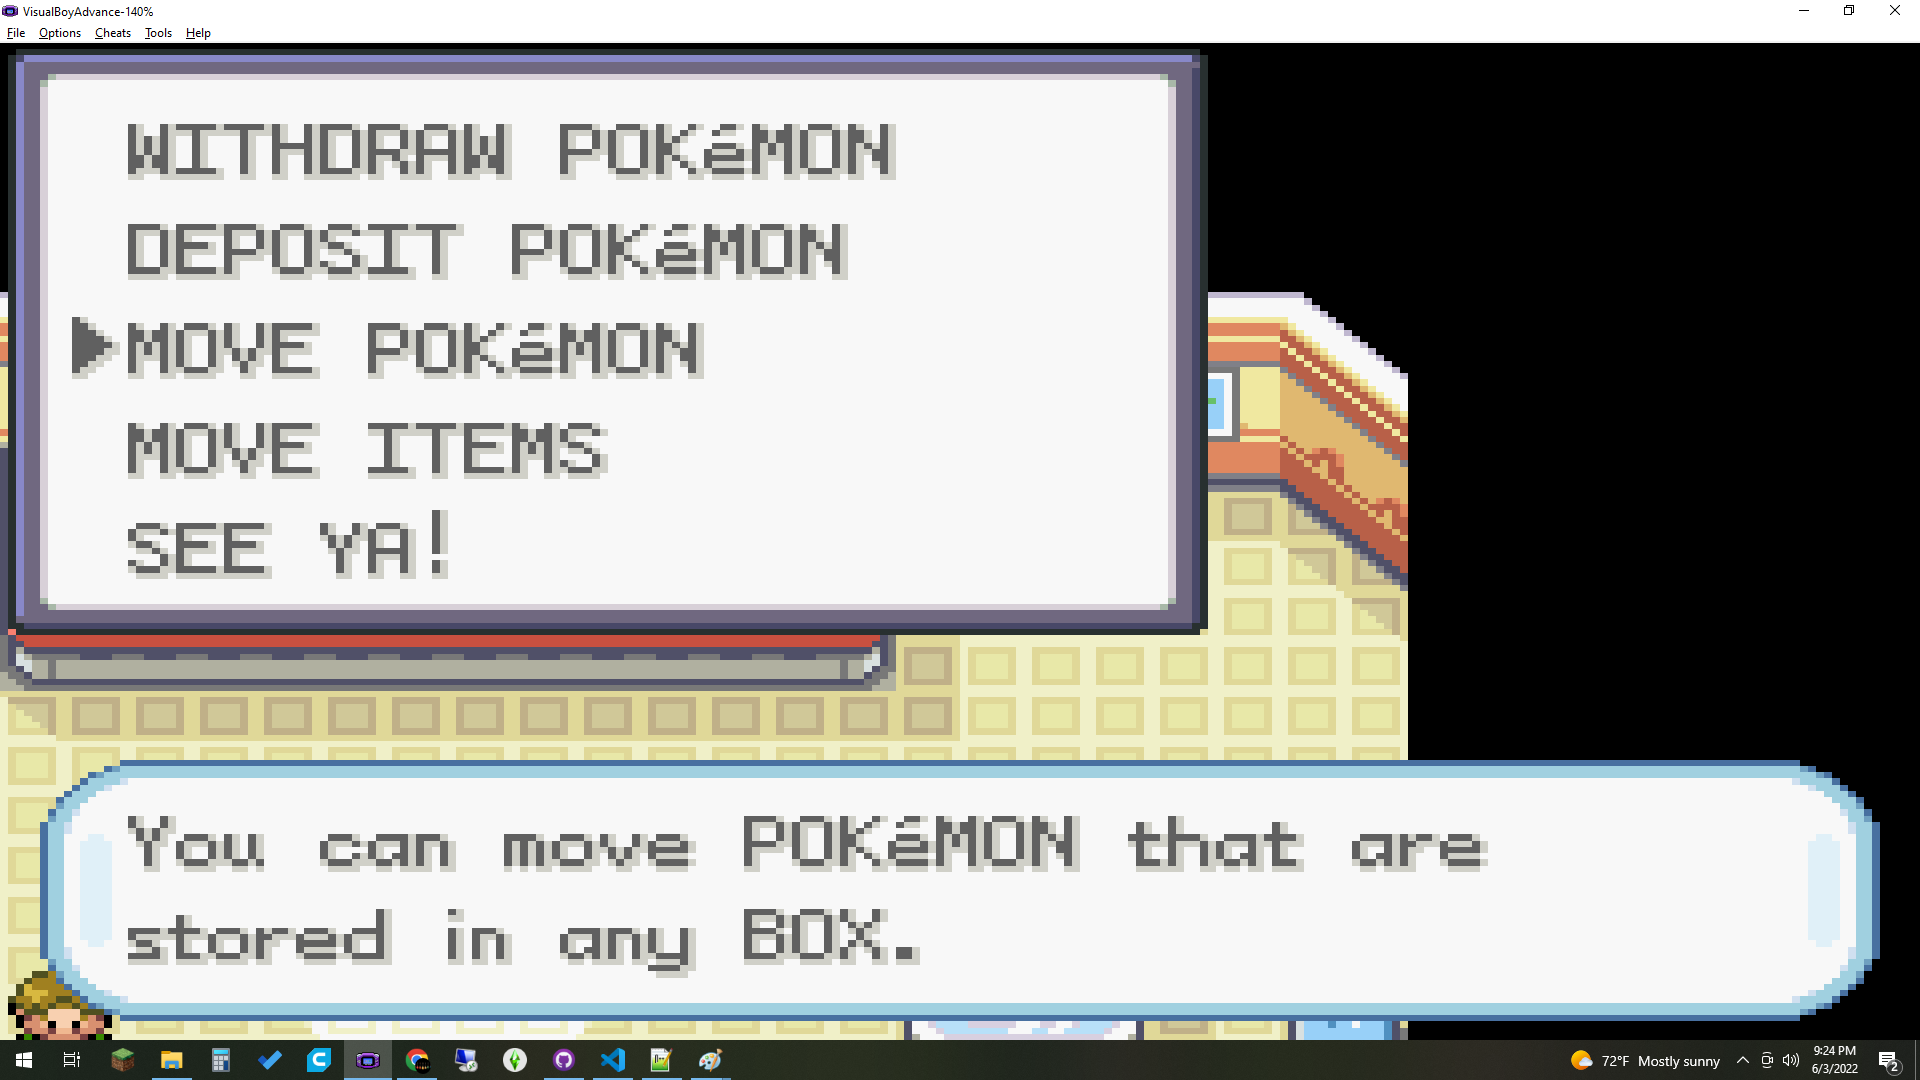 VisualBoyAdvance-140%
File Options Cheats Tools Help
WITHDRAW POKéMON
DEPOSIT POKéMON
MOVE POKéMON
MOVE ITEMS
SEE YA!
You can move POKéMON that are
stored in any BOX.
72°F Mostly sunny
9:24 PM
6/3/2022
2